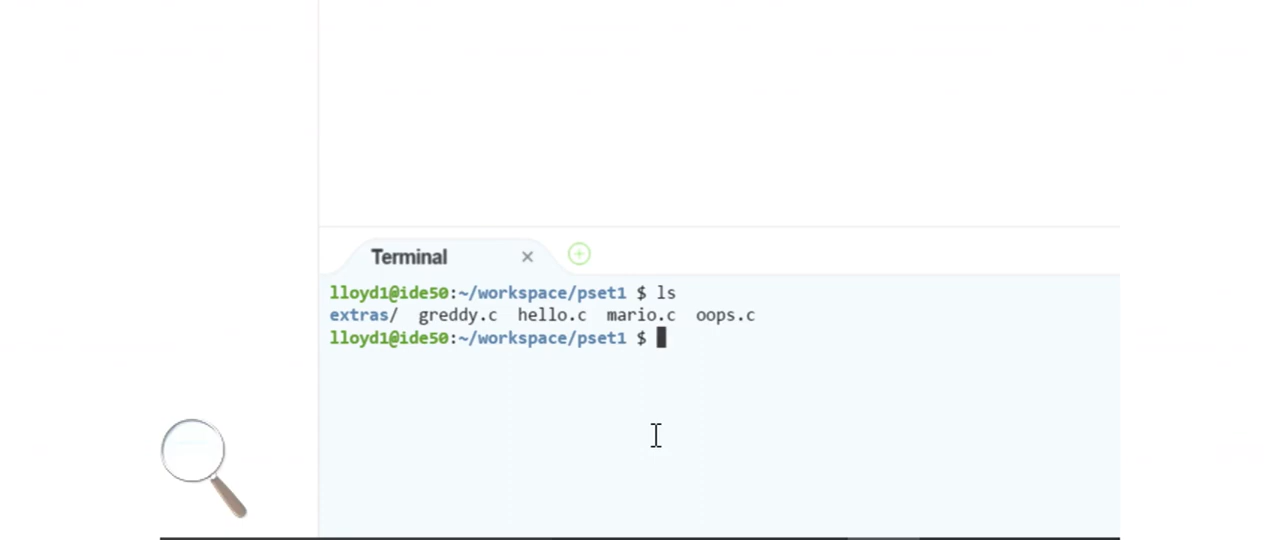 Terminal
lloyd1@ide50:~/workspace/pset1 $ ls
extras/ greddy.c hello.c mario.c oops.c
lloyd1@ide50:~/workspace/pset1 $